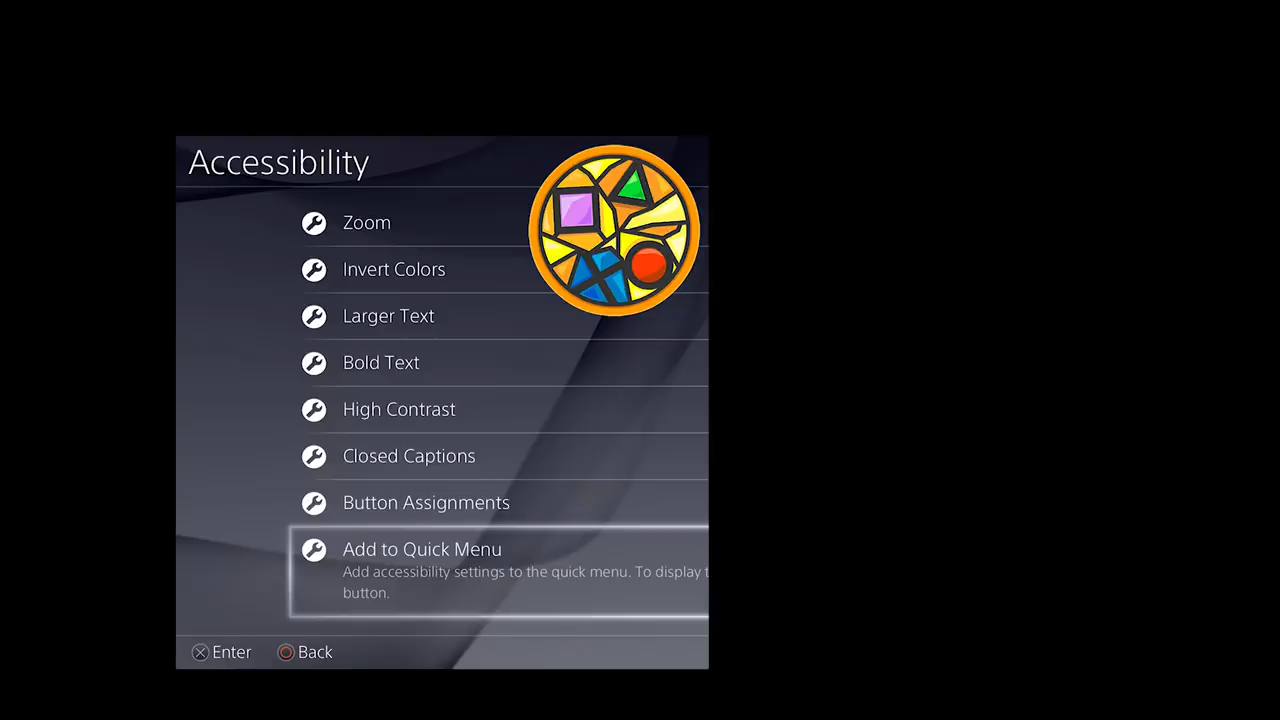 Accessibility
Zoom
Invert Colors
Larger Text
Bold Text
High Contrast
Closed Captions
Button Assignments
Add to Quick Menu
Add accessibility settings to the quick menu. To display
button.
Enter Back